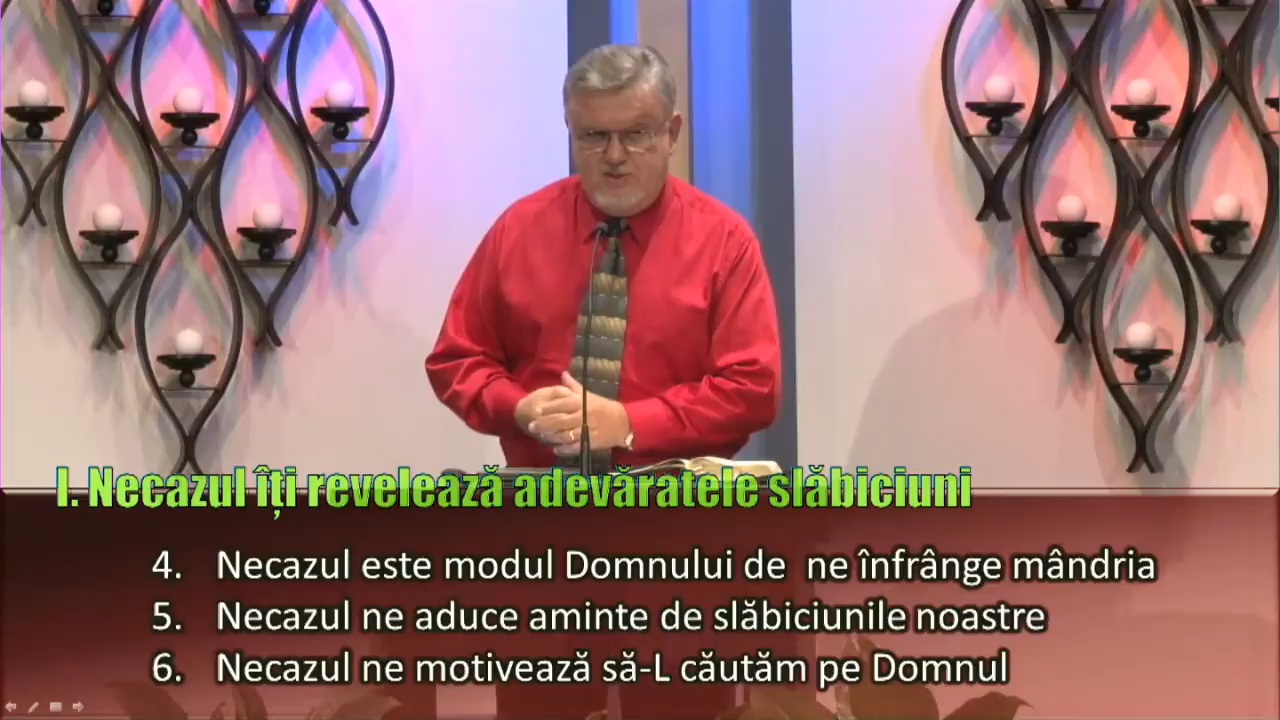 I. Necazul îți revelează adevăratele slăbiciuni
4. Necazul este modul Domnului de ne înfrânge mândria
5. Necazul ne aduce aminte de slăbiciunile noastre
6. Necazul ne motivează să-L căutăm pe Domnul